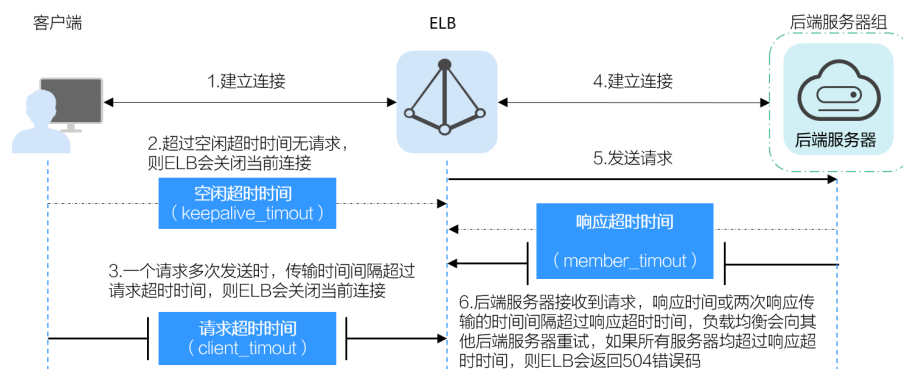 客户端
ELB
后端服务器组
1.建立连接
4.建立连接
后端服务器
2.超过空闲超时时间无请求,
则ELB会关闭当前连接
5.发送请求
空闲超时时间
(keepalive_timout)
响应超时时间
(member_timout)
3.一个请求多次发送时，传输时间间隔超过
请求超时时间，则ELB会关闭当前连接
请求超时时间
(client_timout)
6.后端服务器接收到请求，响应时间或两次响应传
输的时间间隔超过响应超时时间，负载均衡会向其
他后端服务器重试，如果所有服务器均超过响应超
时时间，则ELB会返回504错误码